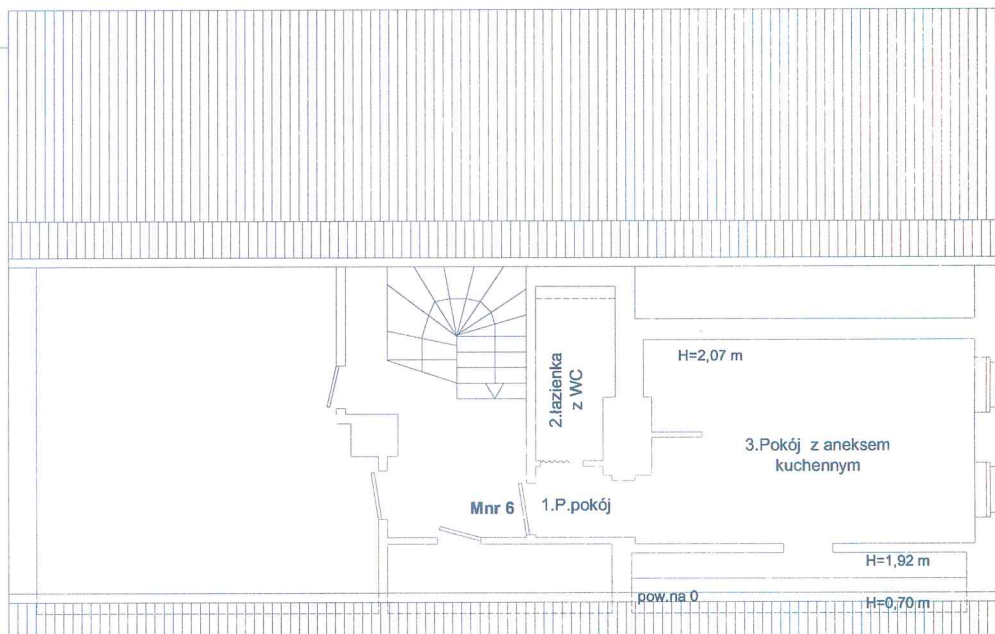 H=2,07 m
2.łazienka
z WC
3.Pokój z aneksem
kuchennym
Mnr 6
1.P.pokój
H=1,92 m
pow.na 0
H=0,70 m